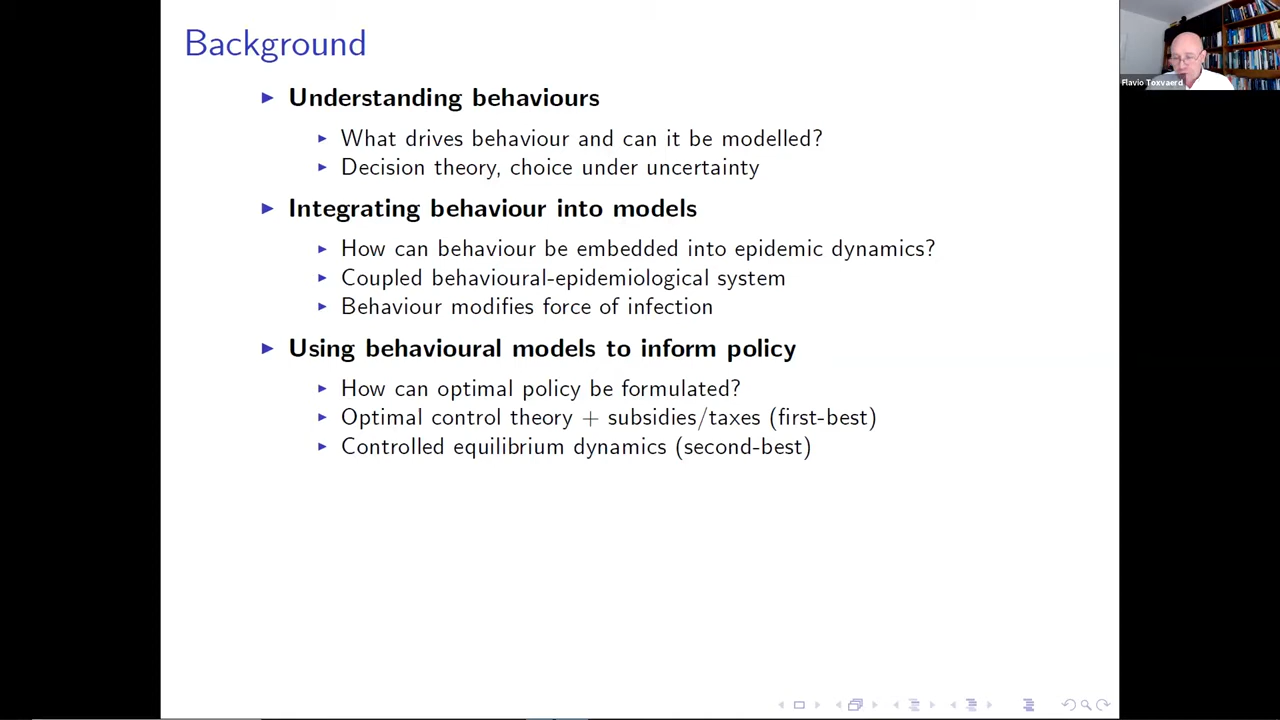 Background
Understanding behaviours
What drives behaviour and can it be modelled?
Decision theory, choice under uncertainty
Integrating behaviour into models
How can behaviour be embedded into epidemic dynamics?
Coupled behavioural-epidemiological system
Behaviour modifies force of infection
Using behavioural models to inform policy
How can optimal policy be formulated?
Optimal control theory + subsidies/taxes (first-best)
Controlled equilibrium dynamics (second-best)
Flavio Toxvaerd